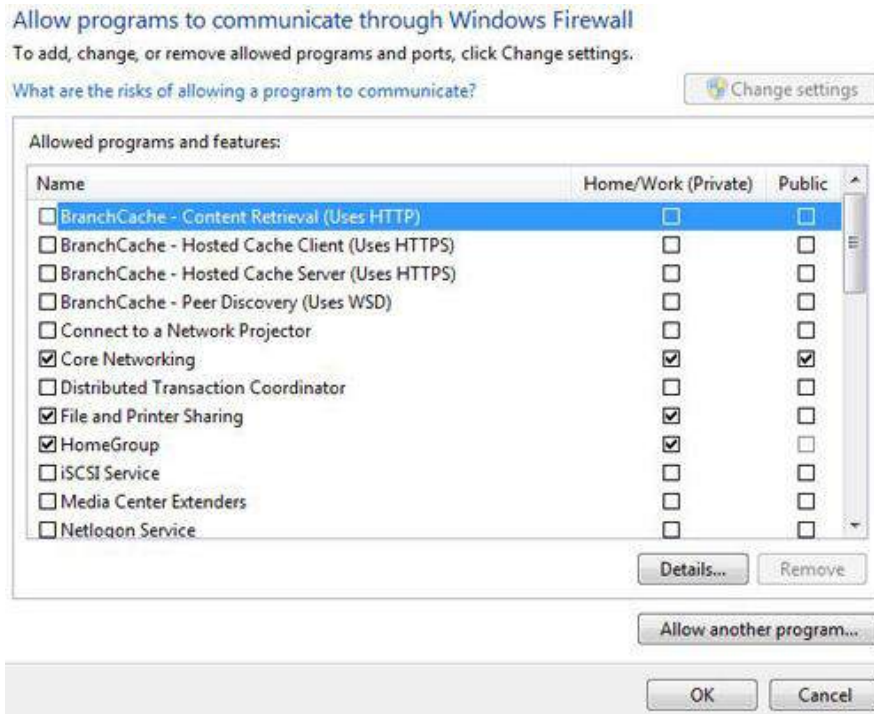 Allow programs to communicate through Windows Firewall
To add, change, or remove allowed programs and ports, click Change settings.
What are the risks of allowing a program to communicate?
Change settings
Allowed programs and features:
Name Home/Work (Private) Public
BranchCache - Content Retrieval (Uses HTTP)
BranchCache - Hosted Cache Client (Uses HTTPS)
BranchCache - Hosted Cache Server (Uses HTTPS)
BranchCache - Peer Discovery (Uses WSD)
Connect to a Network Projector
Core Networking
Distributed Transaction Coordinator
File and Printer Sharing
HomeGroup
iSCSI Service
Media Center Extenders
Netlogon Service
Details... Remove
Allow another program...
OK Cancel